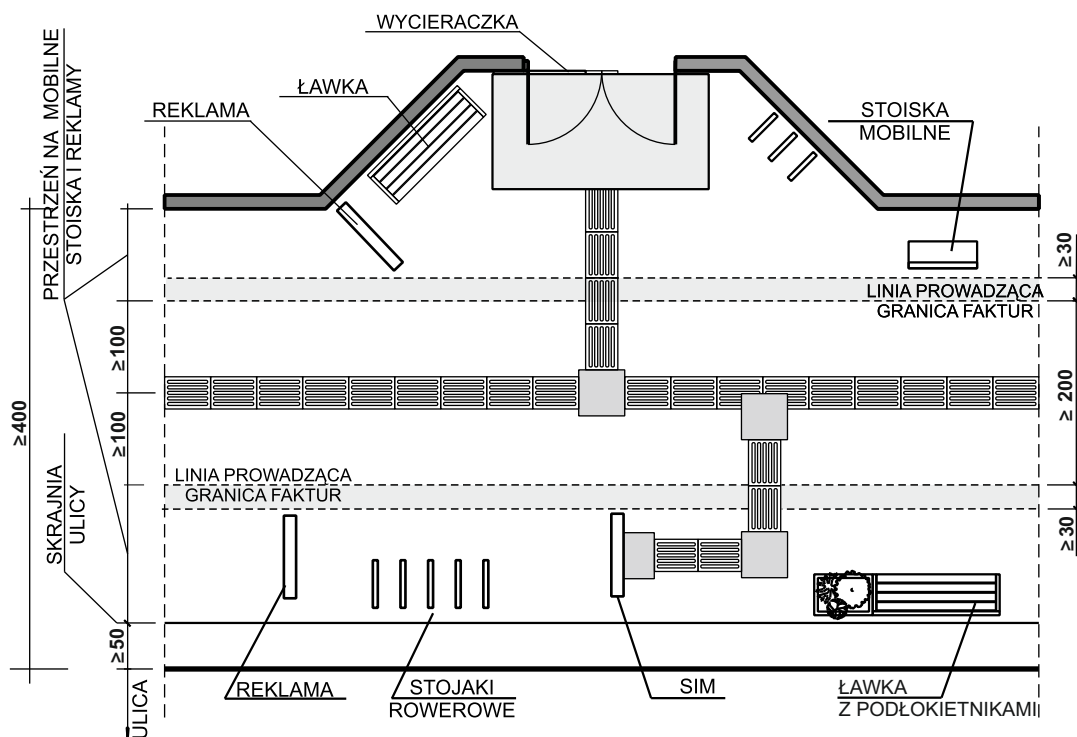 WYCIERACZKA
ŁAWKA
REKLAMA
STOISKA
MOBILNE
PRZESTRZEŃ NA MOBILNE
STOISKA I REKLAMY
≥30
LINIA PROWADZĄCA
GRANICA FAKTUR
≥100
≥200
≥400
≥100
LINIA PROWADZĄCA
GRANICA FAKTUR
SKRAJNIA
ULICY
≥30
≥50
ULICA
REKLAMA
STOJAKI
ROWEROWE
SIM
ŁAWKA
Z PODŁOKIETNIKAMI